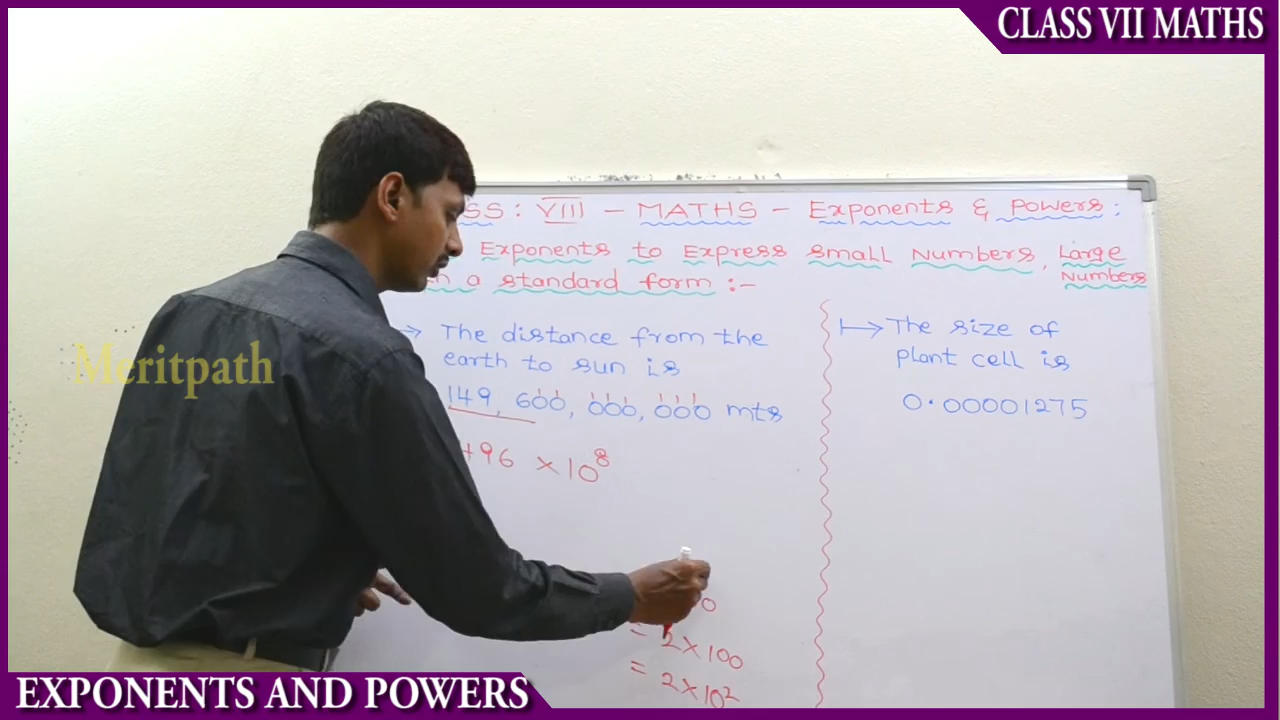 CLASS VII MATHS
SS: VIII - MATHS - Exponents & Powers:
Exponents to Express small Numbers, Large Numbers
in a standard form :-
The distance from the
earth to sun is
149, 600, 000, 000 mts
496 × 10⁸
0
= 2 × 100
= 2 × 10²
The size of
plant cell is
0.00001275
Meritpath
EXPONENTS AND POWERS